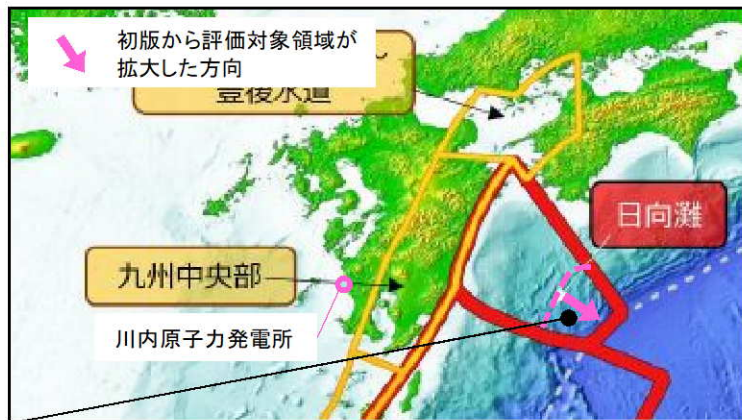 初版から評価対象領域が
拡大した方向
～
豊後水道
日向灘
九州中央部
川内原子力発電所